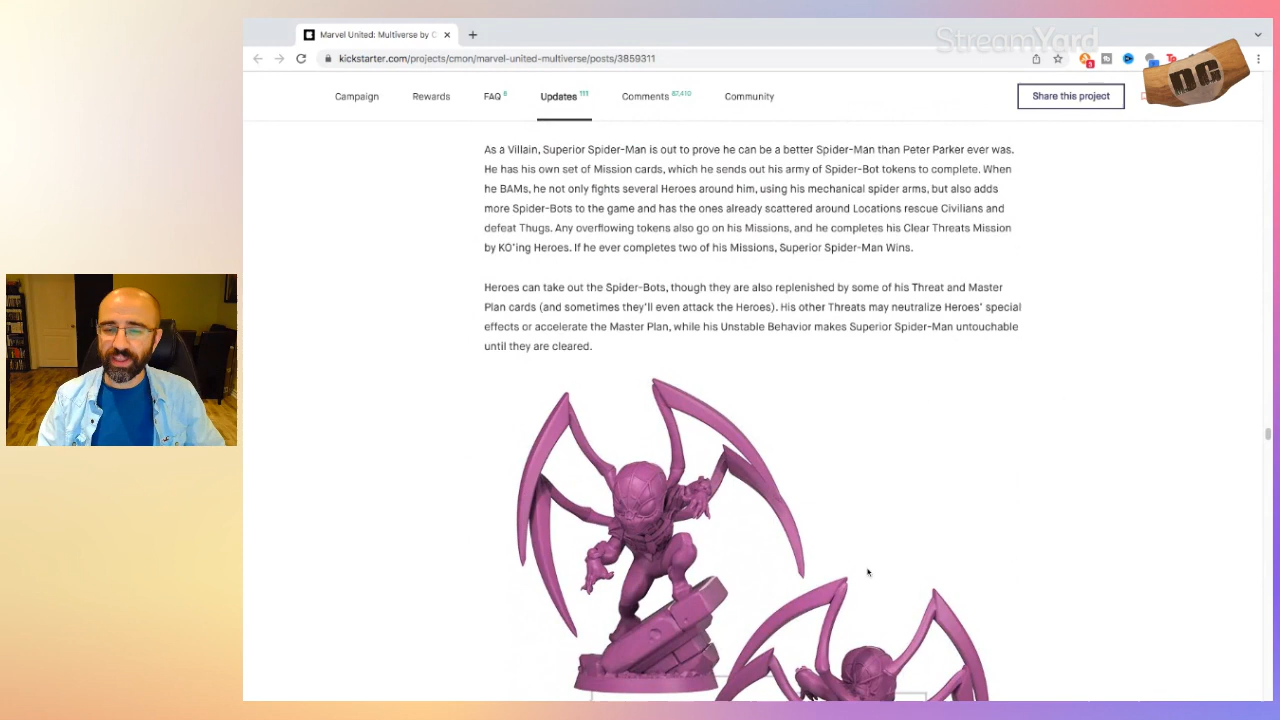 Marvel United: Multiverse by C
StreamYard
kickstarter.com/projects/cmon/marvel-united-multiverse/posts/3859311
DG
Campaign Rewards FAQ 8 Updates 111 Comments 67,410 Community Share this project
As a Villain, Superior Spider-Man is out to prove he can be a better Spider-Man than Peter Parker ever was.
He has his own set of Mission cards, which he sends out his army of Spider-Bot tokens to complete. When
he BAMs, he not only fights several Heroes around him, using his mechanical spider arms, but also adds
more Spider-Bots to the game and has the ones already scattered around Locations rescue Civilians and
defeat Thugs. Any overflowing tokens also go on his Missions, and he completes his Clear Threats Mission
by KO'ing Heroes. If he ever completes two of his Missions, Superior Spider-Man Wins.
Heroes can take out the Spider-Bots, though they are also replenished by some of his Threat and Master
Plan cards (and sometimes they'll even attack the Heroes). His other Threats may neutralize Heroes' special
effects or accelerate the Master Plan, while his Unstable Behavior makes Superior Spider-Man untouchable
until they are cleared.